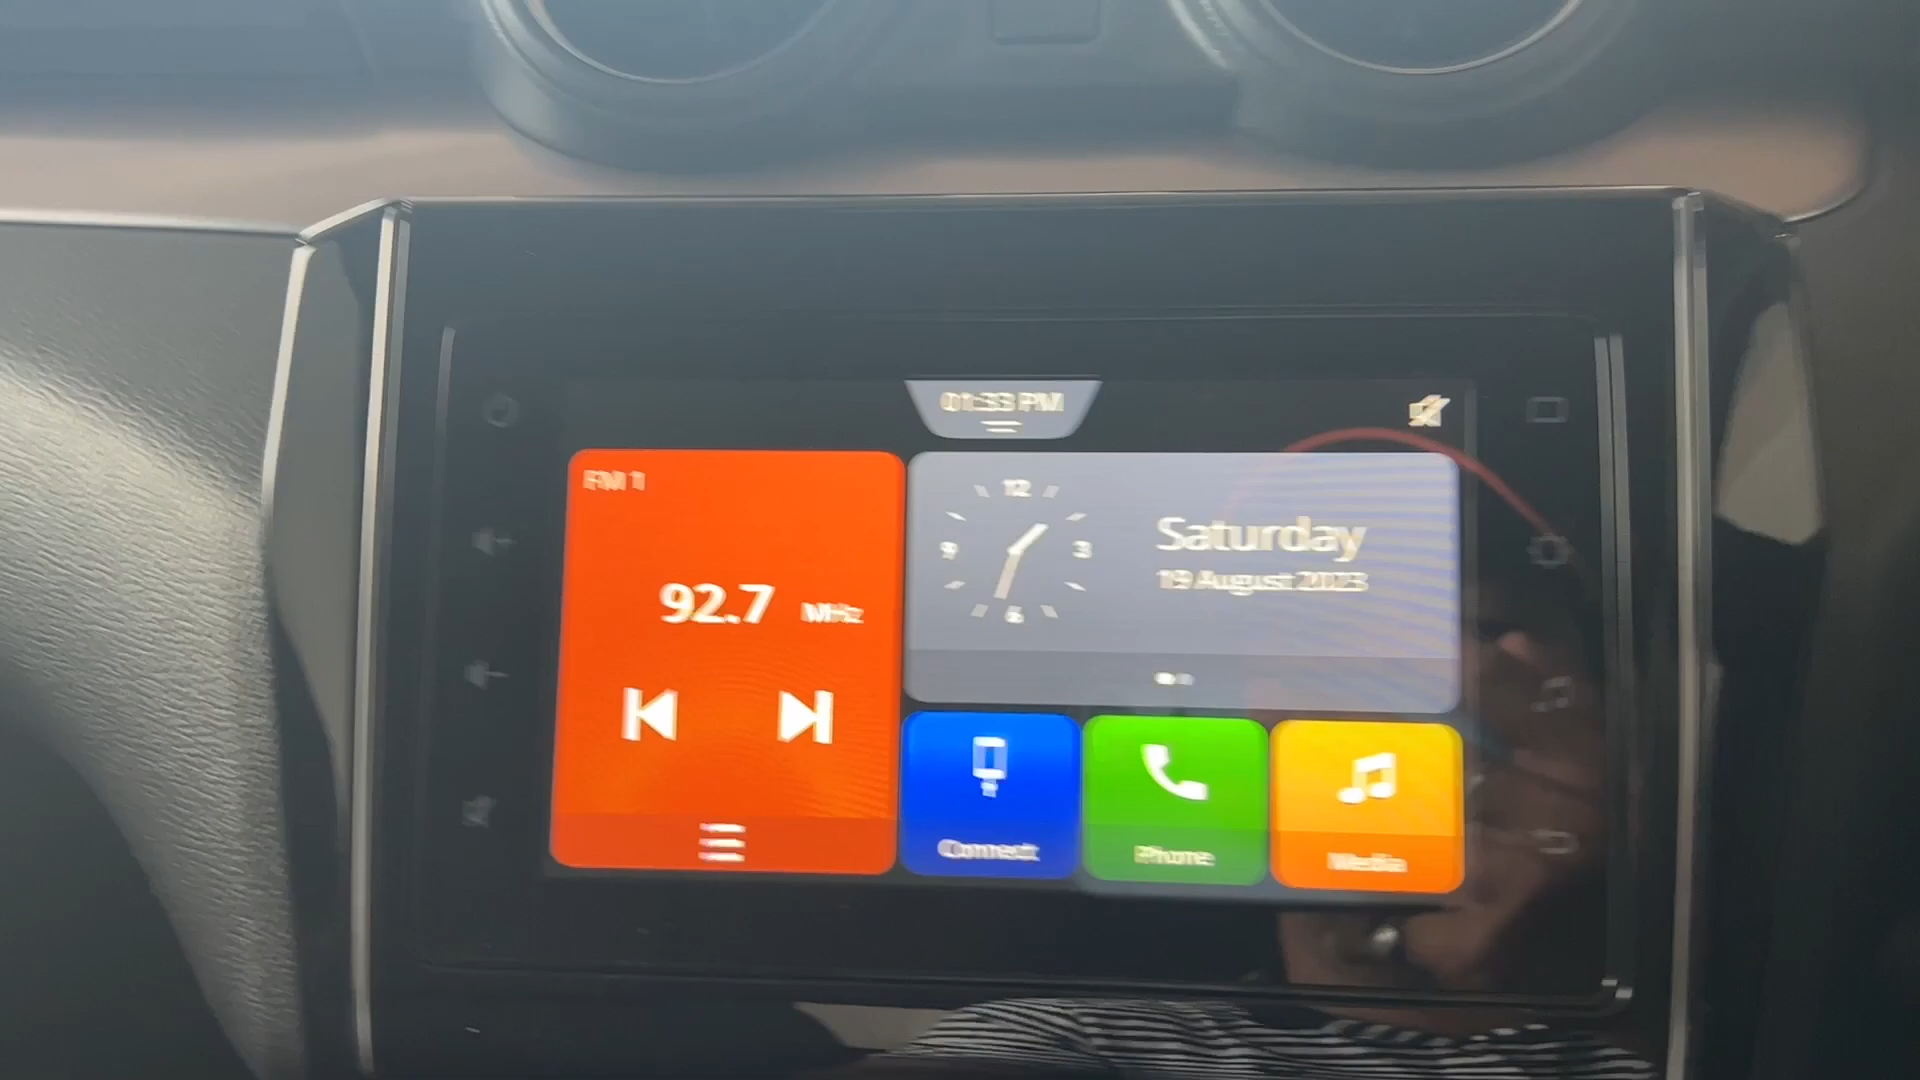 01:33 PM
FM 1
92.7 MHz
12
9
3
6
Saturday
19 August 2023
Connect
Phone
Media